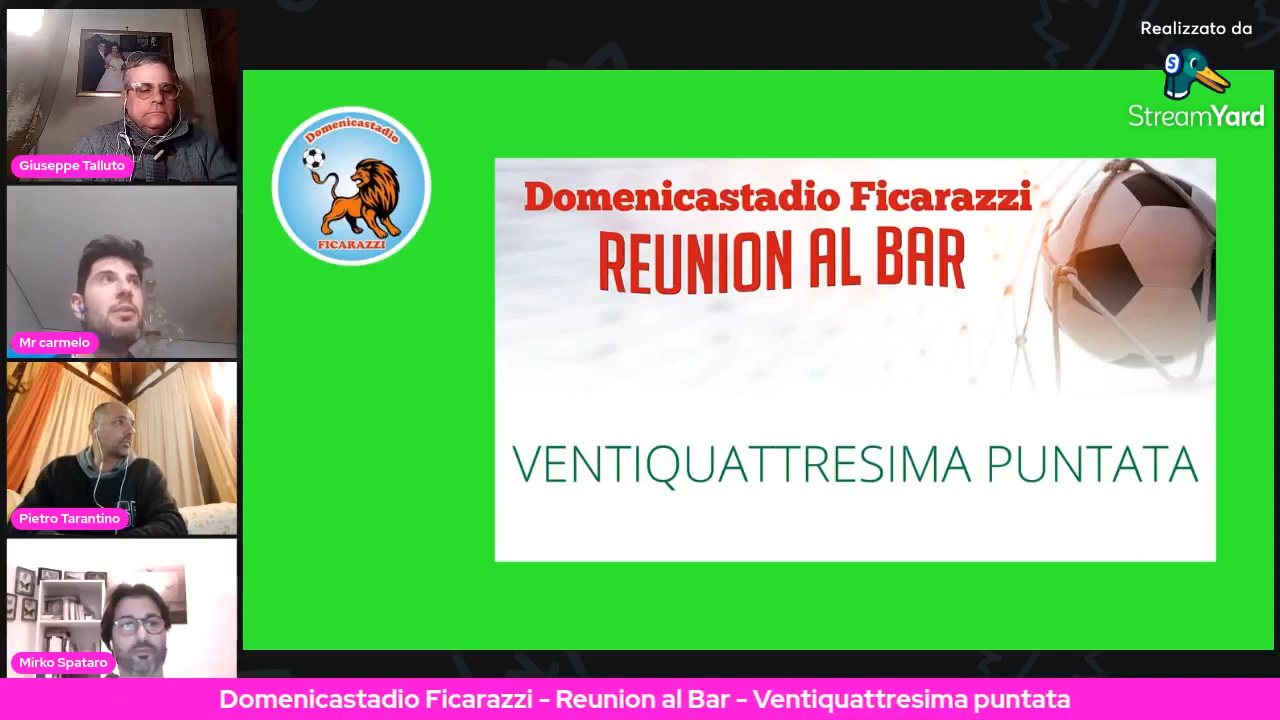 Realizzato da
StreamYard
Giuseppe Talluto
Mr carmelo
Pietro Tarantino
Mirko Spataro
Domenicastadio
FICARAZZI
Domenicastadio Ficarazzi
REUNION AL BAR
VENTIQUATTRESIMA PUNTATA
Domenicastadio Ficarazzi - Reunion al Bar - Ventiquattresima puntata